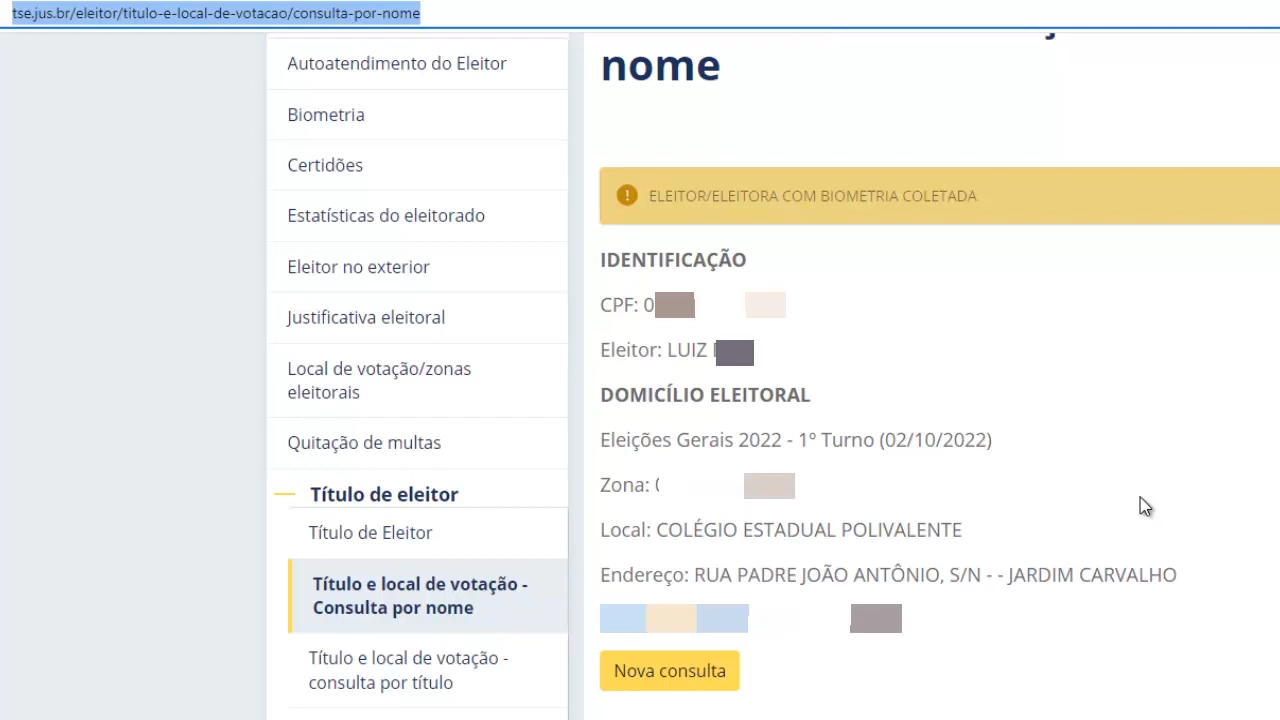 tse.jus.br/eleitor/titulo-e-local-de-votacao/consulta-por-nome
Autoatendimento do Eleitor
Biometria
Certidões
Estatísticas do eleitorado
Eleitor no exterior
Justificativa eleitoral
Local de votação/zonas
eleitorais
Quitação de multas
Título de eleitor
Título de Eleitor
Título e local de votação -
Consulta por nome
Título e local de votação -
consulta por título
nome
ELEITOR/ELEITORA COM BIOMETRIA COLETADA
IDENTIFICAÇÃO
CPF: 0
Eleitor: LUIZ
DOMICÍLIO ELEITORAL
Eleições Gerais 2022 - 1º Turno (02/10/2022)
Zona:
Local: COLÉGIO ESTADUAL POLIVALENTE
Endereço: RUA PADRE JOÃO ANTÔNIO, S/N - - JARDIM CARVALHO
Nova consulta